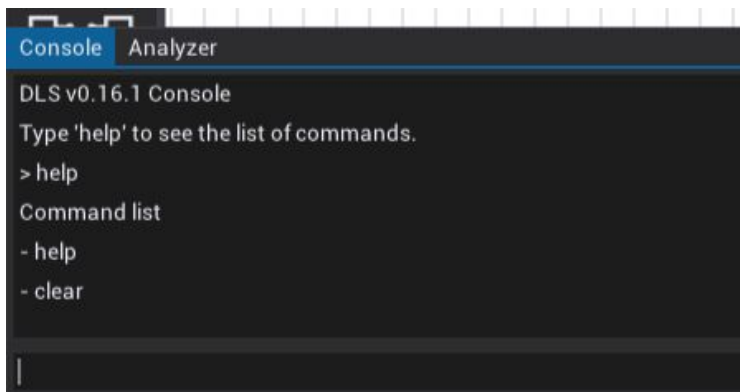 Console Analyzer
DLS v0.16.1 Console
Type 'help' to see the list of commands.
> help
Command list
- help
- clear